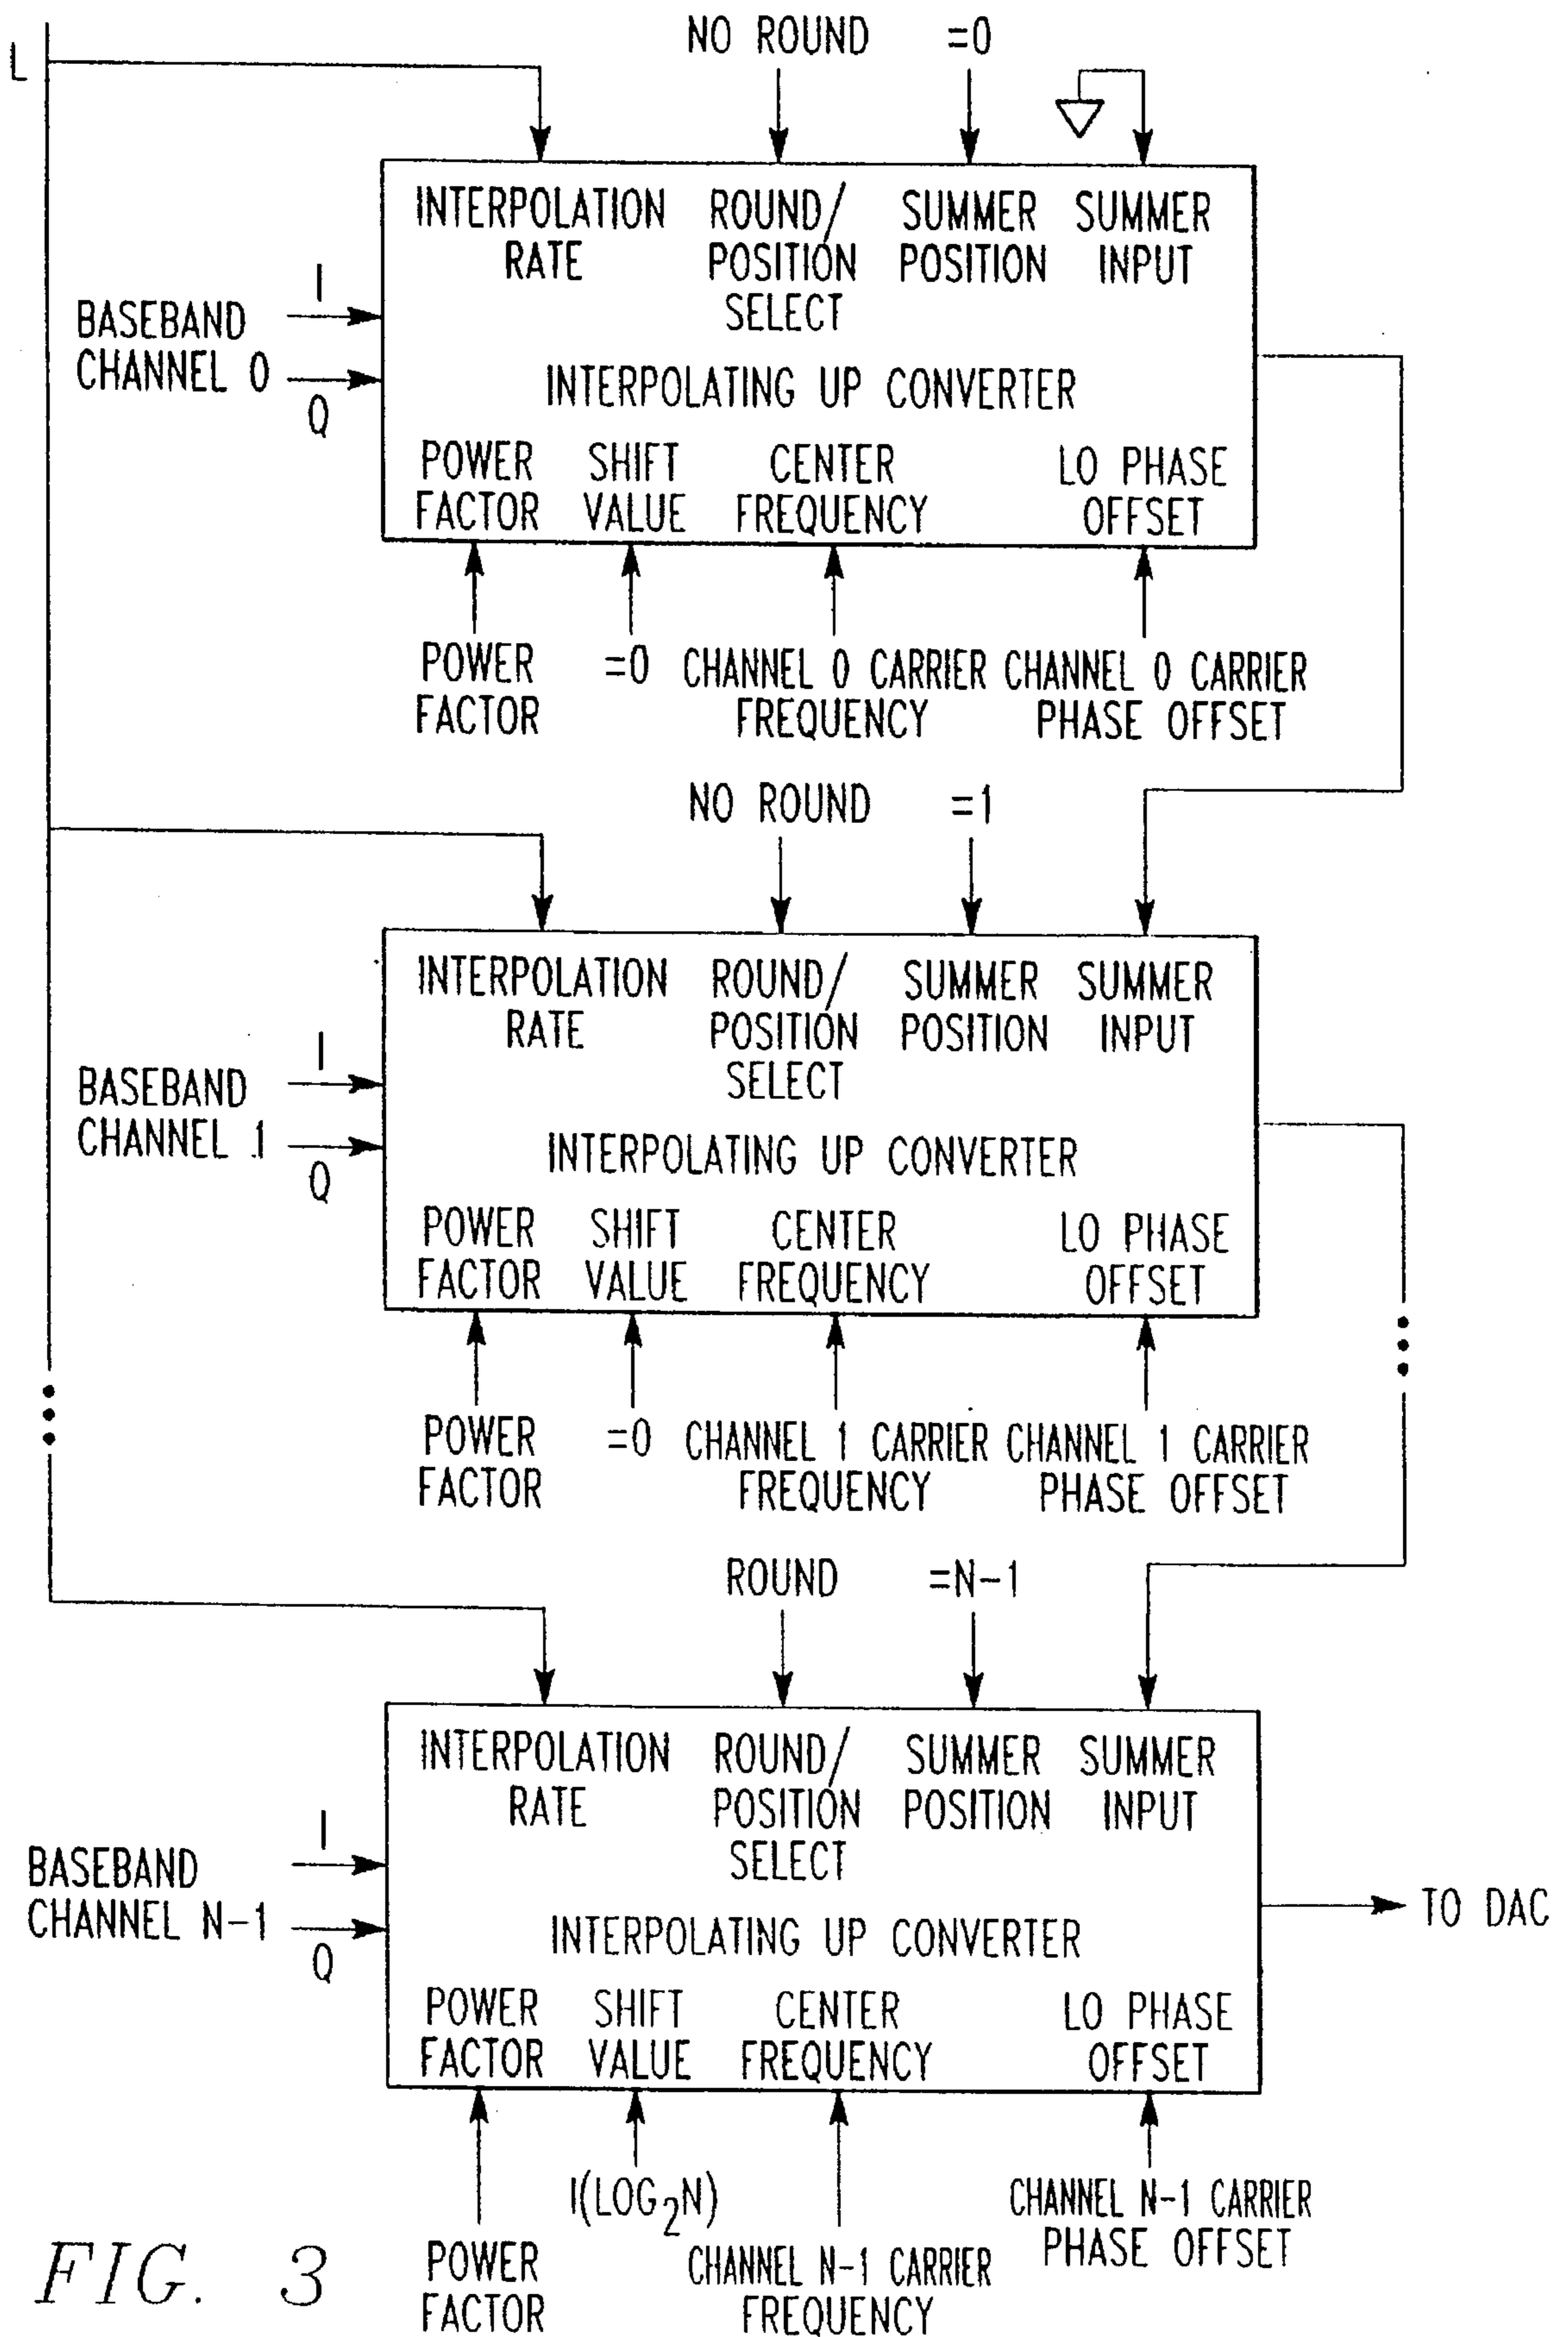 L
NO ROUND =0
INTERPOLATION ROUND/ SUMMER SUMMER
RATE POSITION POSITION INPUT
SELECT
I
BASEBAND
CHANNEL 0
Q
INTERPOLATING UP CONVERTER
POWER SHIFT CENTER LO PHASE
FACTOR VALUE FREQUENCY OFFSET
POWER =0 CHANNEL 0 CARRIER CHANNEL 0 CARRIER
FACTOR FREQUENCY PHASE OFFSET
NO ROUND =1
INTERPOLATION ROUND/ SUMMER SUMMER
RATE POSITION POSITION INPUT
SELECT
I
BASEBAND
CHANNEL 1
Q
INTERPOLATING UP CONVERTER
POWER SHIFT CENTER LO PHASE
FACTOR VALUE FREQUENCY OFFSET
POWER =0 CHANNEL 1 CARRIER CHANNEL 1 CARRIER
FACTOR FREQUENCY PHASE OFFSET
ROUND =N-1
INTERPOLATION ROUND/ SUMMER SUMMER
RATE POSITION POSITION INPUT
SELECT
I
BASEBAND
CHANNEL N-1
Q
TO DAC
INTERPOLATING UP CONVERTER
POWER SHIFT CENTER LO PHASE
FACTOR VALUE FREQUENCY OFFSET
I(LOG2N) CHANNEL N-1 CARRIER
PHASE OFFSET
POWER CHANNEL N-1 CARRIER
FACTOR FREQUENCY
FIG. 3